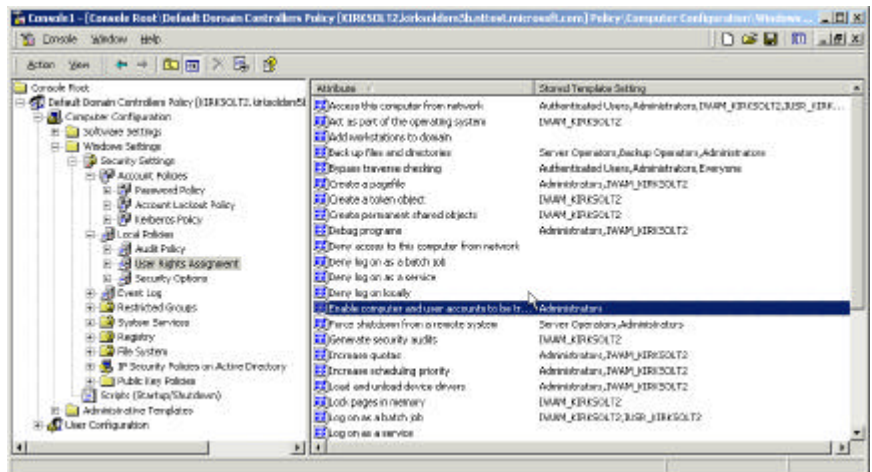 Console1 - [Console Root\Default Domain Controllers Policy [KIRKSOLT2.kirksoldom5b.nttest.microsoft.com] Policy\Computer Configuration\Windows ...
Console Window Help
Action View
Console Root
Default Domain Controllers Policy [KIRKSOLT2.
Computer Configuration
Software Settings
Windows Settings
Security Settings
Account Policies
Password Policy
Account Lockout Policy
Kerberos Policy
Local Policies
Audit Policy
User Rights Assignment
Security Options
Event Log
Restricted Groups
System Services
Registry
File System
IP Security Policies on Active Directory
Public Key Policies
Scripts (Startup/Shutdown)
Administrative Templates
User Configuration
Attribute Stored Template Setting
Access this computer from network Authenticated Users,Administrators,IWAM_KIRKSOLT2,IUSR_KIRK...
Act as part of the operating system IWAM_KIRKSOLT2
Add workstations to domain
Back up files and directories Server Operators,Backup Operators,Administrators
Bypass traverse checking Authenticated Users,Administrators,Everyone
Create a pagefile Administrators,IWAM_KIRKSOLT2
Create a token object IWAM_KIRKSOLT2
Create permanent shared objects IWAM_KIRKSOLT2
Debug programs Administrators,IWAM_KIRKSOLT2
Deny access to this computer from network
Deny log on as a batch job
Deny log on as a service
Deny log on locally
Enable computer and user accounts to be tr... Administrators
Force shutdown from a remote system Server Operators,Administrators
Generate security audits IWAM_KIRKSOLT2
Increase quotas Administrators,IWAM_KIRKSOLT2
Increase scheduling priority Administrators,IWAM_KIRKSOLT2
Load and unload device drivers Administrators,IWAM_KIRKSOLT2
Lock pages in memory IWAM_KIRKSOLT2
Log on as a batch job IWAM_KIRKSOLT2,IUSR_KIRKSOLT2
Log on as a service